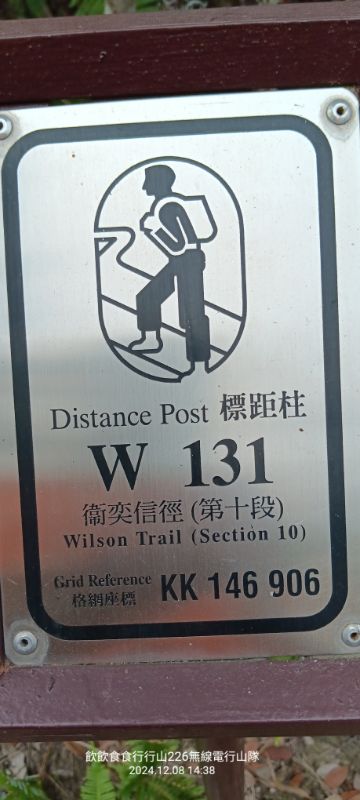 Distance Post 標距柱
W 131
衞奕信徑 (第十段)
Wilson Trail (Section 10)
Grid Reference
格網座標
KK 146 906
飲飲食食行行山226無線電行山隊
2024.12.08 14:38